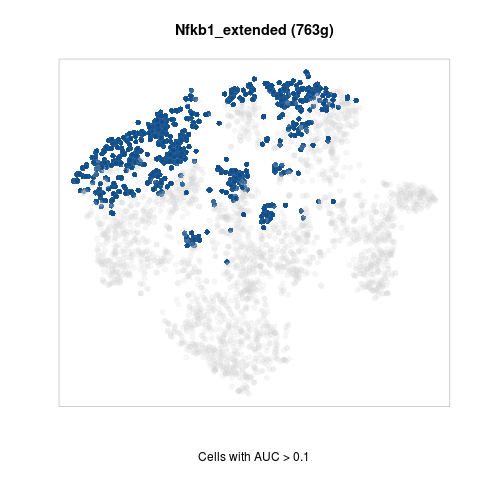 Nfkb1_extended (763g)
Cells with AUC > 0.1